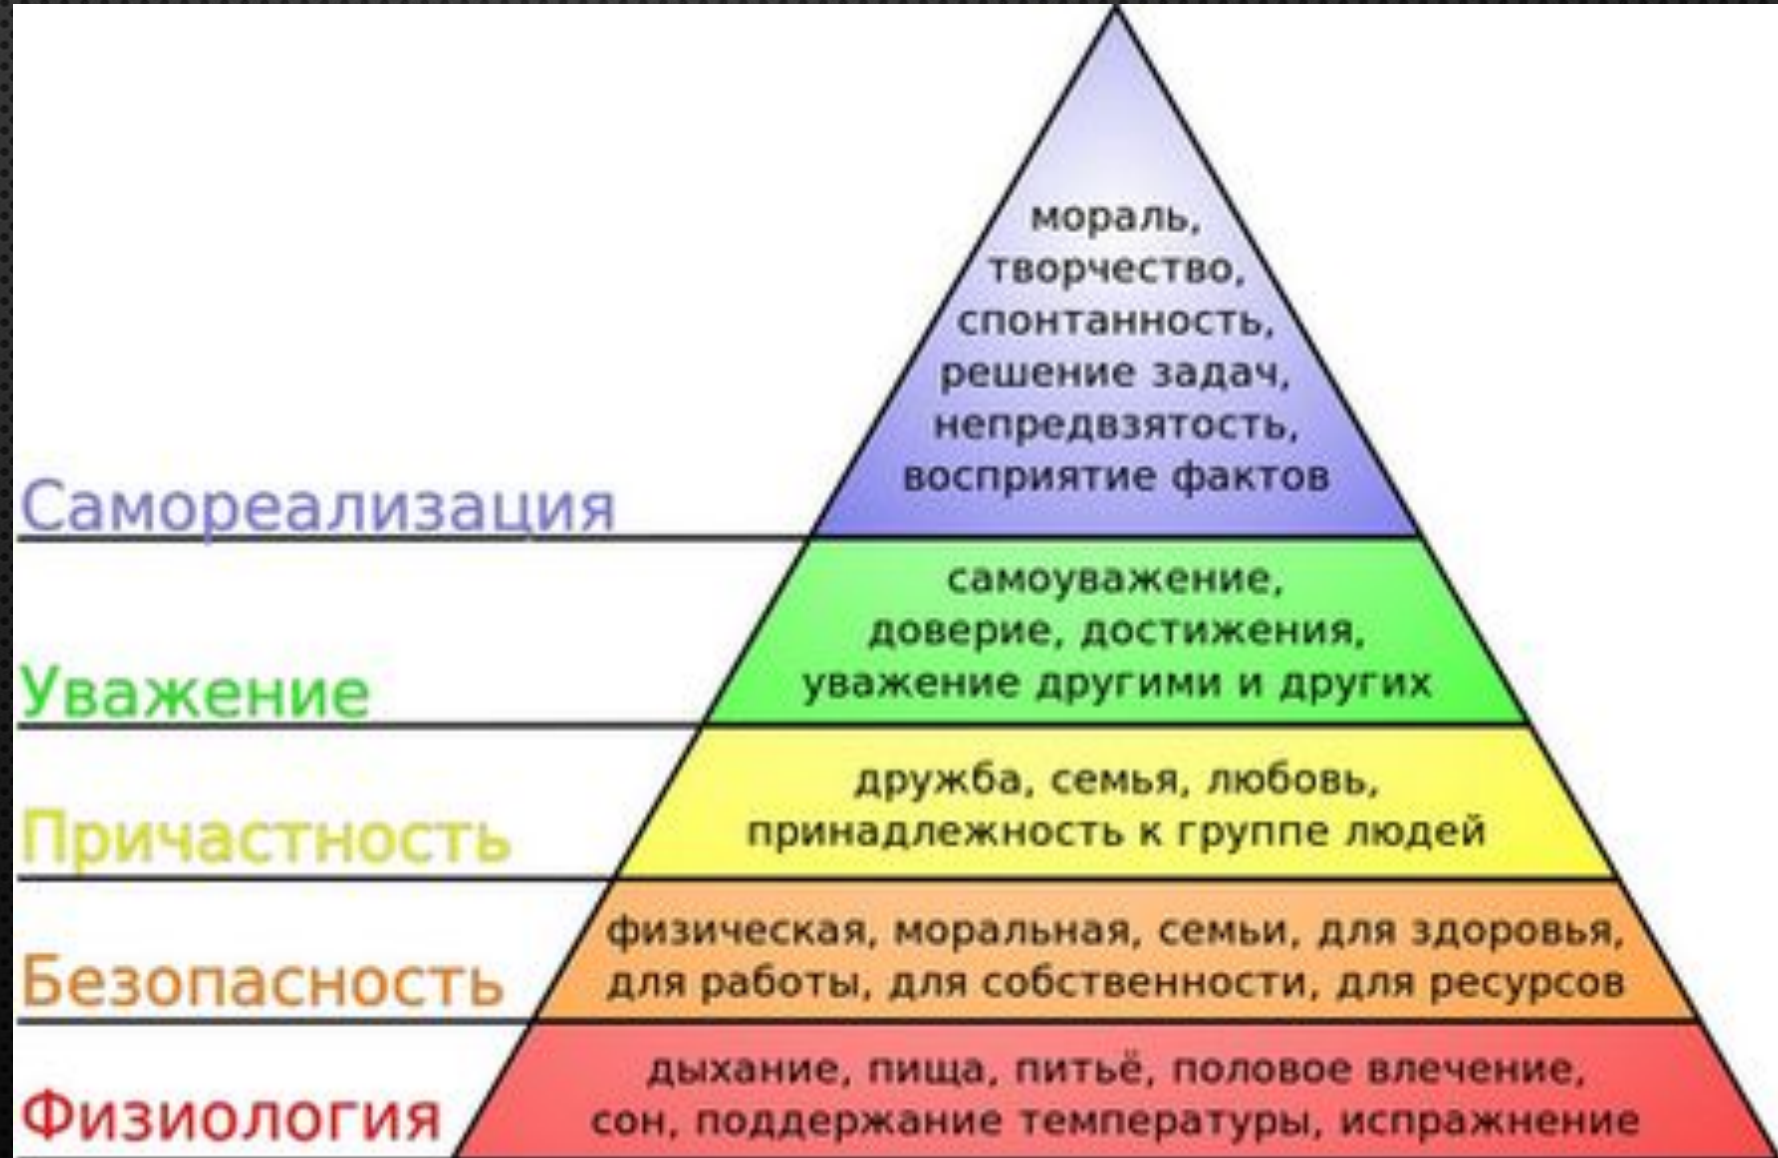 мораль,
творчество,
спонтанность,
решение задач,
непредвзятость,
восприятие фактов
Самореализация
самоуважение,
доверие, достижения,
уважение другими и других
Уважение
дружба, семья, любовь,
принадлежность к группе людей
Причастность
физическая, моральная, семьи, для здоровья,
для работы, для собственности, для ресурсов
Безопасность
дыхание, пища, питьё, половое влечение,
сон, поддержание температуры, испражнение
Физиология